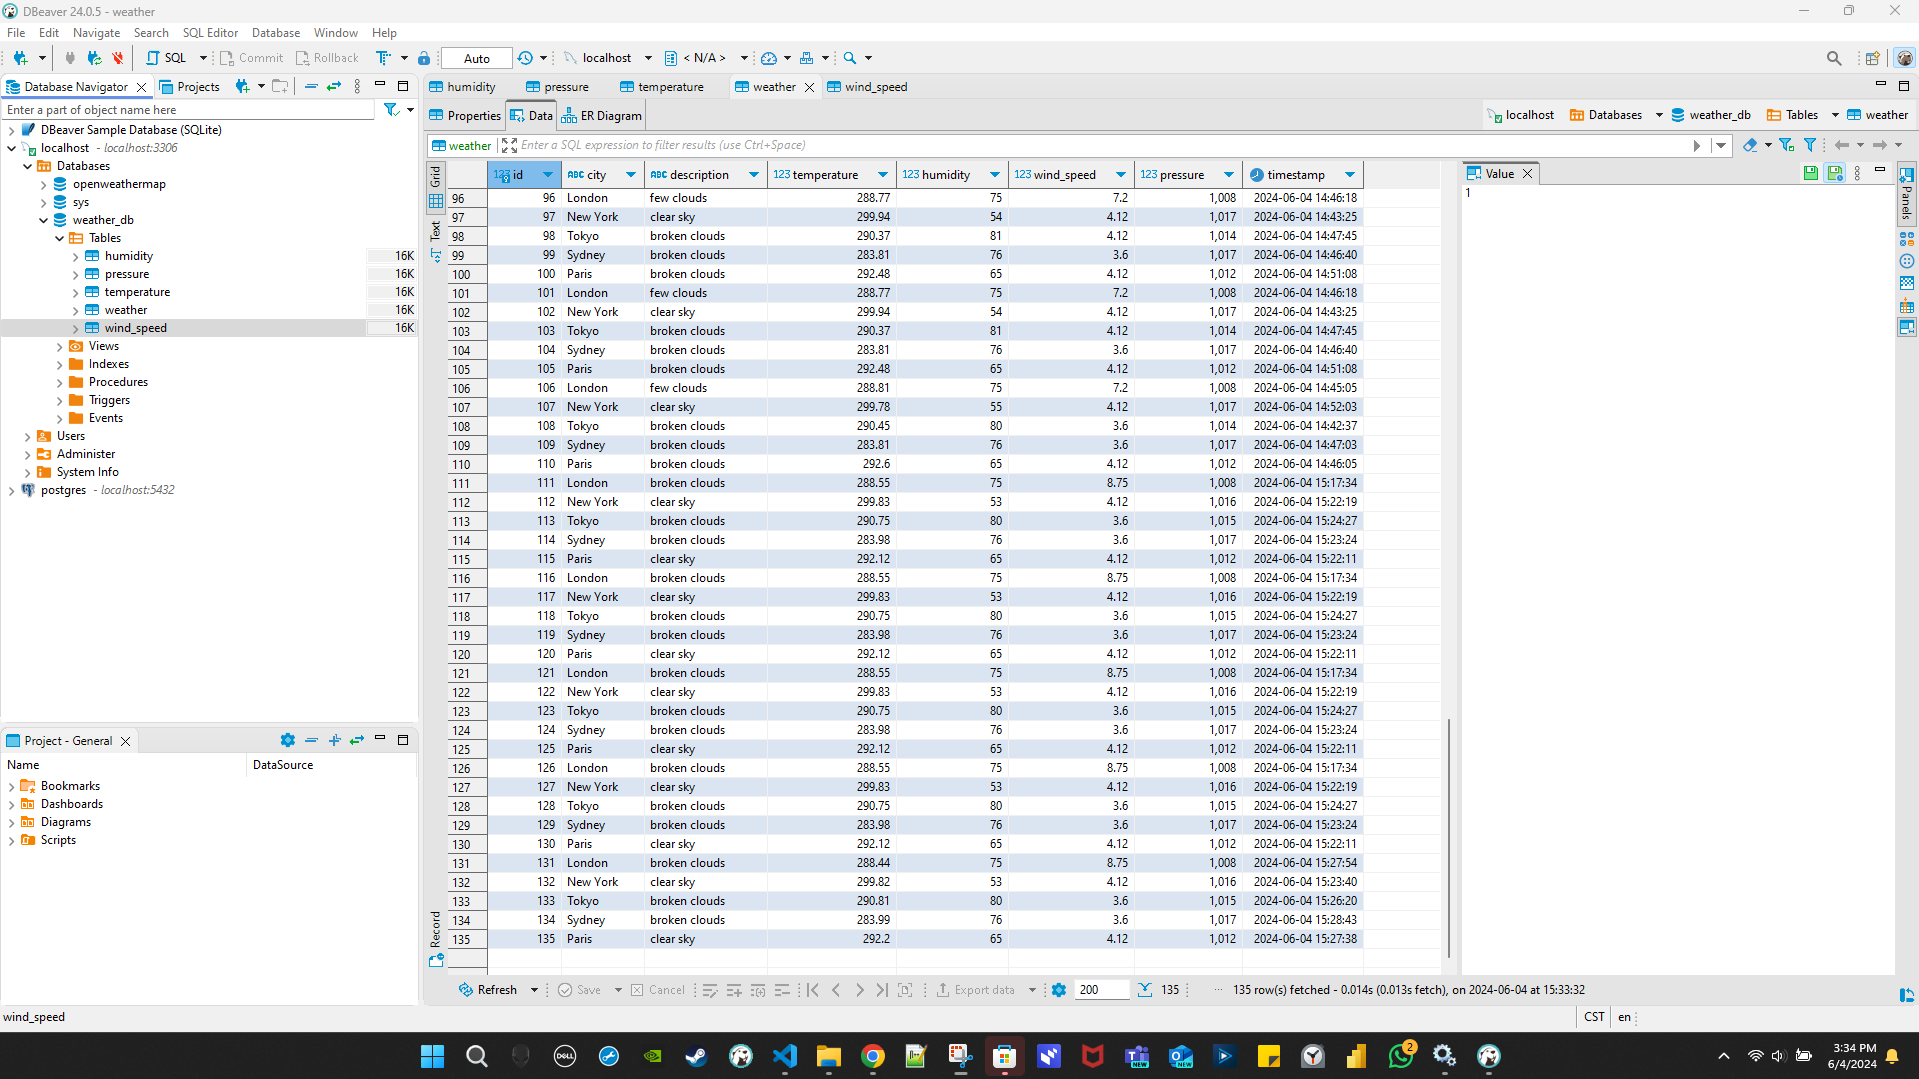 DBeaver 24.0.5 - weather
File Edit Navigate Search SQL Editor Database Window Help
SQL Commit Rollback Auto localhost < N/A >
Database Navigator Projects
Enter a part of object name here
DBeaver Sample Database (SQLite)
localhost - localhost:3306
Databases
openweathermap
sys
weather_db
Tables
humidity 16K
pressure 16K
temperature 16K
weather 16K
wind_speed 16K
Views
Indexes
Procedures
Triggers
Events
Users
Administer
System Info
postgres - localhost:5432
Project - General
Name DataSource
Bookmarks
Dashboards
Diagrams
Scripts
humidity pressure temperature weather wind_speed
Properties Data ER Diagram
localhost Databases weather_db Tables weather
weather Enter a SQL expression to filter results (use Ctrl+Space)
Grid
Text
Record
123 id ABC city ABC description 123 temperature 123 humidity 123 wind_speed 123 pressure timestamp
96 96 London few clouds 288.77 75 7.2 1,008 2024-06-04 14:46:18
97 97 New York clear sky 299.94 54 4.12 1,017 2024-06-04 14:43:25
98 98 Tokyo broken clouds 290.37 81 4.12 1,014 2024-06-04 14:47:45
99 99 Sydney broken clouds 283.81 76 3.6 1,017 2024-06-04 14:46:40
100 100 Paris broken clouds 292.48 65 4.12 1,012 2024-06-04 14:51:08
101 101 London few clouds 288.77 75 7.2 1,008 2024-06-04 14:46:18
102 102 New York clear sky 299.94 54 4.12 1,017 2024-06-04 14:43:25
103 103 Tokyo broken clouds 290.37 81 4.12 1,014 2024-06-04 14:47:45
104 104 Sydney broken clouds 283.81 76 3.6 1,017 2024-06-04 14:46:40
105 105 Paris broken clouds 292.48 65 4.12 1,012 2024-06-04 14:51:08
106 106 London few clouds 288.81 75 7.2 1,008 2024-06-04 14:45:05
107 107 New York clear sky 299.78 55 4.12 1,017 2024-06-04 14:52:03
108 108 Tokyo broken clouds 290.45 80 3.6 1,014 2024-06-04 14:42:37
109 109 Sydney broken clouds 283.81 76 3.6 1,017 2024-06-04 14:47:03
110 110 Paris broken clouds 292.6 65 4.12 1,012 2024-06-04 14:46:05
111 111 London broken clouds 288.55 75 8.75 1,008 2024-06-04 15:17:34
112 112 New York clear sky 299.83 53 4.12 1,016 2024-06-04 15:22:19
113 113 Tokyo broken clouds 290.75 80 3.6 1,015 2024-06-04 15:24:27
114 114 Sydney broken clouds 283.98 76 3.6 1,017 2024-06-04 15:23:24
115 115 Paris clear sky 292.12 65 4.12 1,012 2024-06-04 15:22:11
116 116 London broken clouds 288.55 75 8.75 1,008 2024-06-04 15:17:34
117 117 New York clear sky 299.83 53 4.12 1,016 2024-06-04 15:22:19
118 118 Tokyo broken clouds 290.75 80 3.6 1,015 2024-06-04 15:24:27
119 119 Sydney broken clouds 283.98 76 3.6 1,017 2024-06-04 15:23:24
120 120 Paris clear sky 292.12 65 4.12 1,012 2024-06-04 15:22:11
121 121 London broken clouds 288.55 75 8.75 1,008 2024-06-04 15:17:34
122 122 New York clear sky 299.83 53 4.12 1,016 2024-06-04 15:22:19
123 123 Tokyo broken clouds 290.75 80 3.6 1,015 2024-06-04 15:24:27
124 124 Sydney broken clouds 283.98 76 3.6 1,017 2024-06-04 15:23:24
125 125 Paris clear sky 292.12 65 4.12 1,012 2024-06-04 15:22:11
126 126 London broken clouds 288.55 75 8.75 1,008 2024-06-04 15:17:34
127 127 New York clear sky 299.83 53 4.12 1,016 2024-06-04 15:22:19
128 128 Tokyo broken clouds 290.75 80 3.6 1,015 2024-06-04 15:24:27
129 129 Sydney broken clouds 283.98 76 3.6 1,017 2024-06-04 15:23:24
130 130 Paris clear sky 292.12 65 4.12 1,012 2024-06-04 15:22:11
131 131 London broken clouds 288.44 75 8.75 1,008 2024-06-04 15:27:54
132 132 New York clear sky 299.82 53 4.12 1,016 2024-06-04 15:23:40
133 133 Tokyo broken clouds 290.81 80 3.6 1,015 2024-06-04 15:26:20
134 134 Sydney broken clouds 283.99 76 3.6 1,017 2024-06-04 15:28:43
135 135 Paris clear sky 292.2 65 4.12 1,012 2024-06-04 15:27:38
Value
1
Panels
Refresh Save Cancel Export data 200 135 135 row(s) fetched - 0.014s (0.013s fetch), on 2024-06-04 at 15:33:32
wind_speed CST en
DELL NEW NEW 2
3:34 PM
6/4/2024